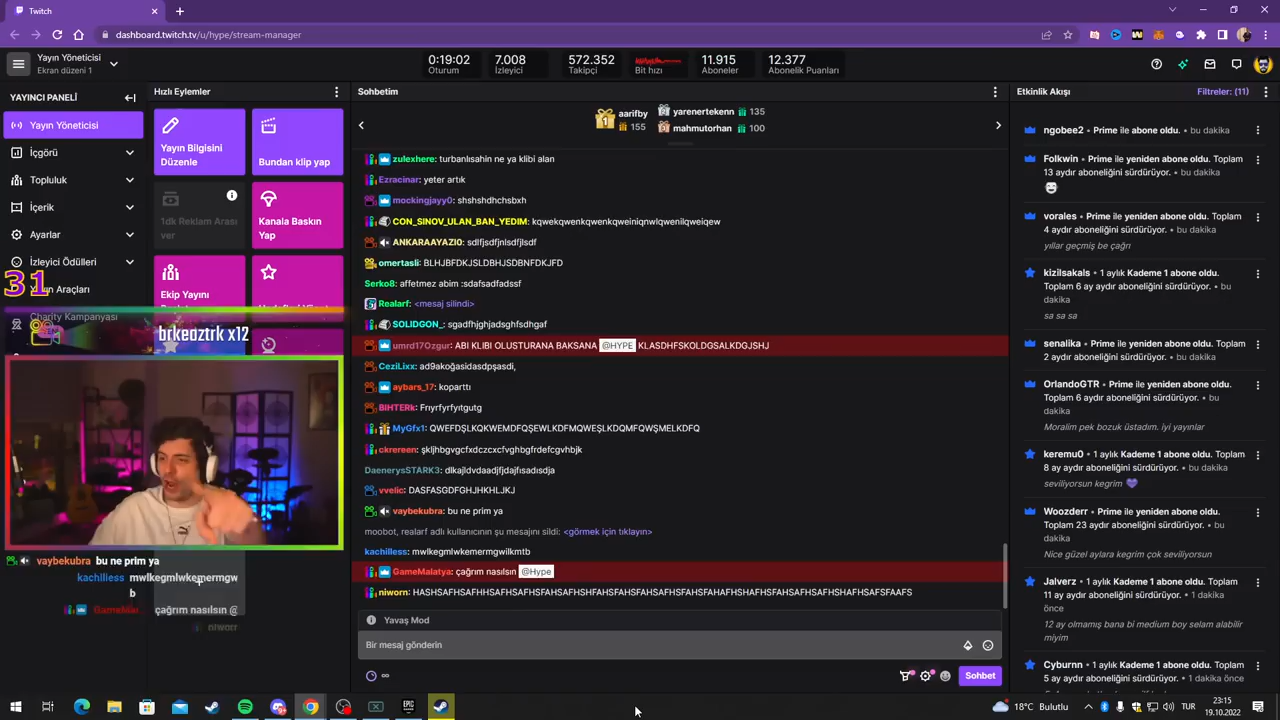 Twitch
dashboard.twitch.tv/u/hype/stream-manager
Yayın Yöneticisi
Ekran düzeni 1
0:19:02
Oturum
7.008
İzleyici
572.352
Takipçi
Bit hızı
11.915
Aboneler
12.377
Abonelik Puanları
YAYINCI PANELİ
Yayın Yöneticisi
İçgörü
Topluluk
İçerik
Ayarlar
İzleyici Ödülleri
31
Araçları
Charity Kampanyası
brkedztrk x12
Hızlı Eylemler
Yayın Bilgisini
Düzenle
Bundan klip yap
1dk Reklam Arası
ver
Kanala Baskın
Yap
Ekip Yayını
Sohbetim
1
aarifby
155
yarenertekenn 135
mahmutorhan 100
zulexhere: turbanlısahin ne ya klibi alan
Ezracinar: yeter artık
mockingjayy0: shshshdhchsbxh
CON_SINOV_ULAN_BAN_YEDIM: kqwekqwenkqwenkqweiniqnwlqwenilqweiqew
ANKARAAYAZI0: sdlfjsdfjnlsdfjlsdf
omertasli: BLHJBFDKJSLDBHJSDBNFDKJFD
Serko8: affetmez abim :sdafsadfadssf
Realarf: <mesaj silindi>
SOLIDGON_: sgadfhjghjadsghfsdhgaf
umrd17Ozgur: ABI KLIBI OLUSTURANA BAKSANA @HYPE KLASDHFSKOLDGSALKDGJSHJ
CeziLixx: ad9akoğasidasdpşasdi,
aybars_17: koparttı
BIHTERk: Frıyrfyrfyıtgutg
MyGfx1: QWEFDŞLKQKWEMDFQSEWLKDFMQWEŞLKDQMFQWŞMELKDFQ
ckrereen: şkljhbgvgcfxdczcxcfvghbgfrdefcgvhbjk
DaenerysSTARK3: dlkajldvdaadjfjdajfısadısdja
vvelic: DASFASGDFGHJHKHLJKJ
vaybekubra: bu ne prim ya
moobot, realarf adlı kullanıcının şu mesajını sildi: <görmek için tıklayın>
kachilless: mwlkegmlwkemermgwilkmtb
GameMalatya: çağrım nasılsın @Hype
niworn: HASHSAFHSAFHHSAFHSAFHSFAHSAFHSHFAHSFAHSFAHSAFHSAHFSFAHAFHSHAFHSFAHSAFHSHAFHSAFSFAAFS
Yavaş Mod
Bir mesaj gönderin
Sohbet
vaybekubra bu ne prim ya
kachilless mwlkegmlwkemermgw
b
GameMa
çağrım nasılsın @
niworn
Etkinlik Akışı
Filtreler: (11)
ngobee2 • Prime ile abone oldu. • bu dakika
Folkwin • Prime ile yeniden abone oldu. Toplam
13 aydır aboneliğini sürdürüyor. • bu dakika
vorales • Prime ile yeniden abone oldu. Toplam
4 aydır aboneliğini sürdürüyor. • bu dakika
yıllar geçmiş be çağrı
kizilsakals • 1 aylık Kademe 1 abone oldu.
Toplam 6 ay aydır aboneliğini sürdürüyor. • bu
dakika
sa sa sa
senalika • Prime ile yeniden abone oldu. Toplam
2 aydır aboneliğini sürdürüyor. • bu dakika
OrlandoGTR • Prime ile yeniden abone oldu.
Toplam 6 aydır aboneliğini sürdürüyor. • bu
dakika
Moralim pek bozuk üstadım. iyi yayınlar
keremu0 • 1 aylık Kademe 1 abone oldu. Toplam
8 ay aydır aboneliğini sürdürüyor. • bu dakika
seviliyorsun kegrim
Woozderr • Prime ile yeniden abone oldu.
Toplam 23 aydır aboneliğini sürdürüyor. • bu
dakika
Nice güzel aylara kegrim çok seviliyorsun
Jalverz • 1 aylık Kademe 1 abone oldu. Toplam
11 ay aydır aboneliğini sürdürüyor. • 1 dakika
önce
12 ay olmamış bana bi medium boy selam alabilir
miyim
Cyburnn • 1 aylık Kademe 1 abone oldu. Toplam
5 ay aydır aboneliğini sürdürüyor. • 1 dakika
EPIC
18°C Bulutlu
TUR
23:15
19.10.2022